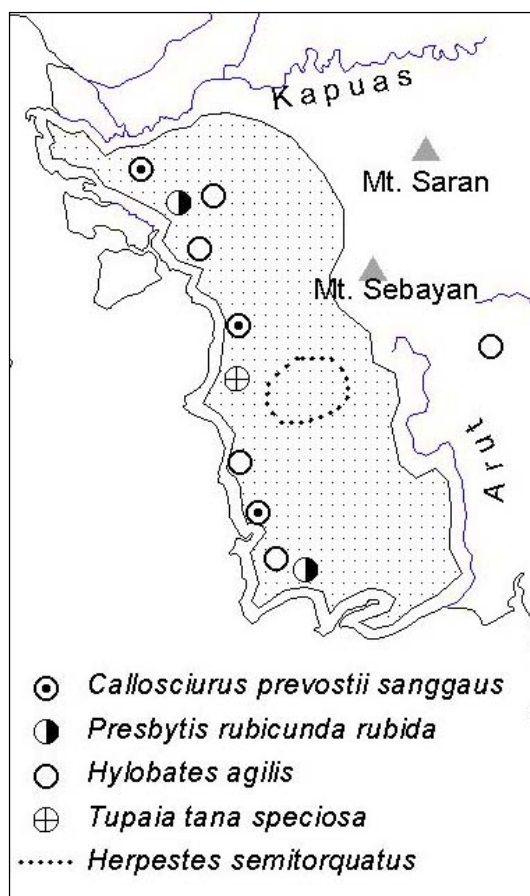 Kapuas
Mt. Saran
Mt. Sebayan
Arut
Callosciurus prevostii sanggaus
Presbytis rubicunda rubida
Hylobates agilis
Tupaia tana speciosa
Herpestes semitorquatus